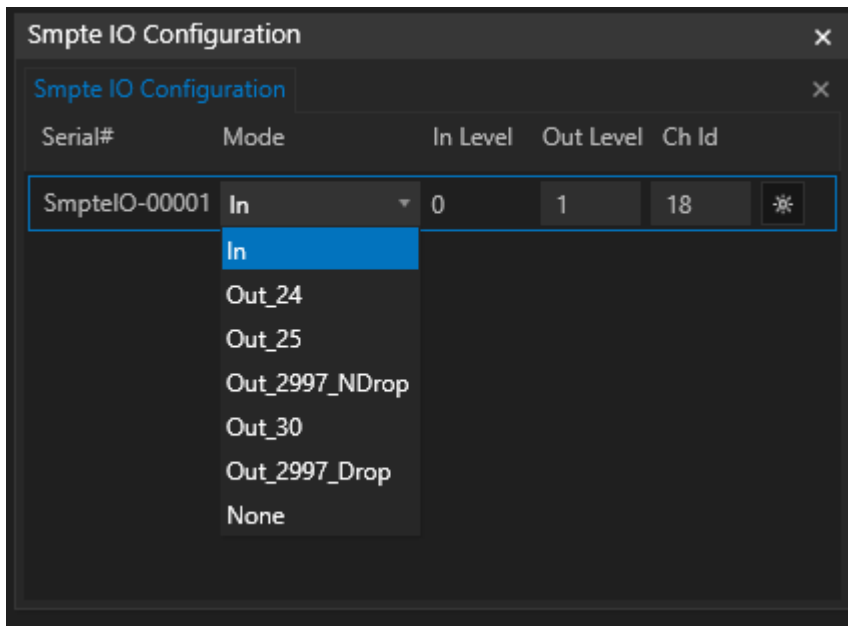 Smpte IO Configuration
Smpte IO Configuration
Serial# Mode In Level Out Level Ch Id
SmpteIO-00001 In 0 1 18
In
Out_24
Out_25
Out_2997_NDrop
Out_30
Out_2997_Drop
None